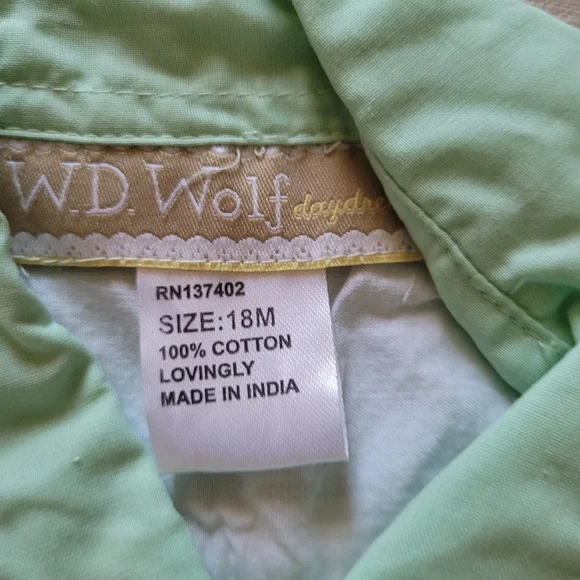 W.D. Wolf
RN137402
SIZE:18M
100% COTTON
LOVINGLY
MADE IN INDIA